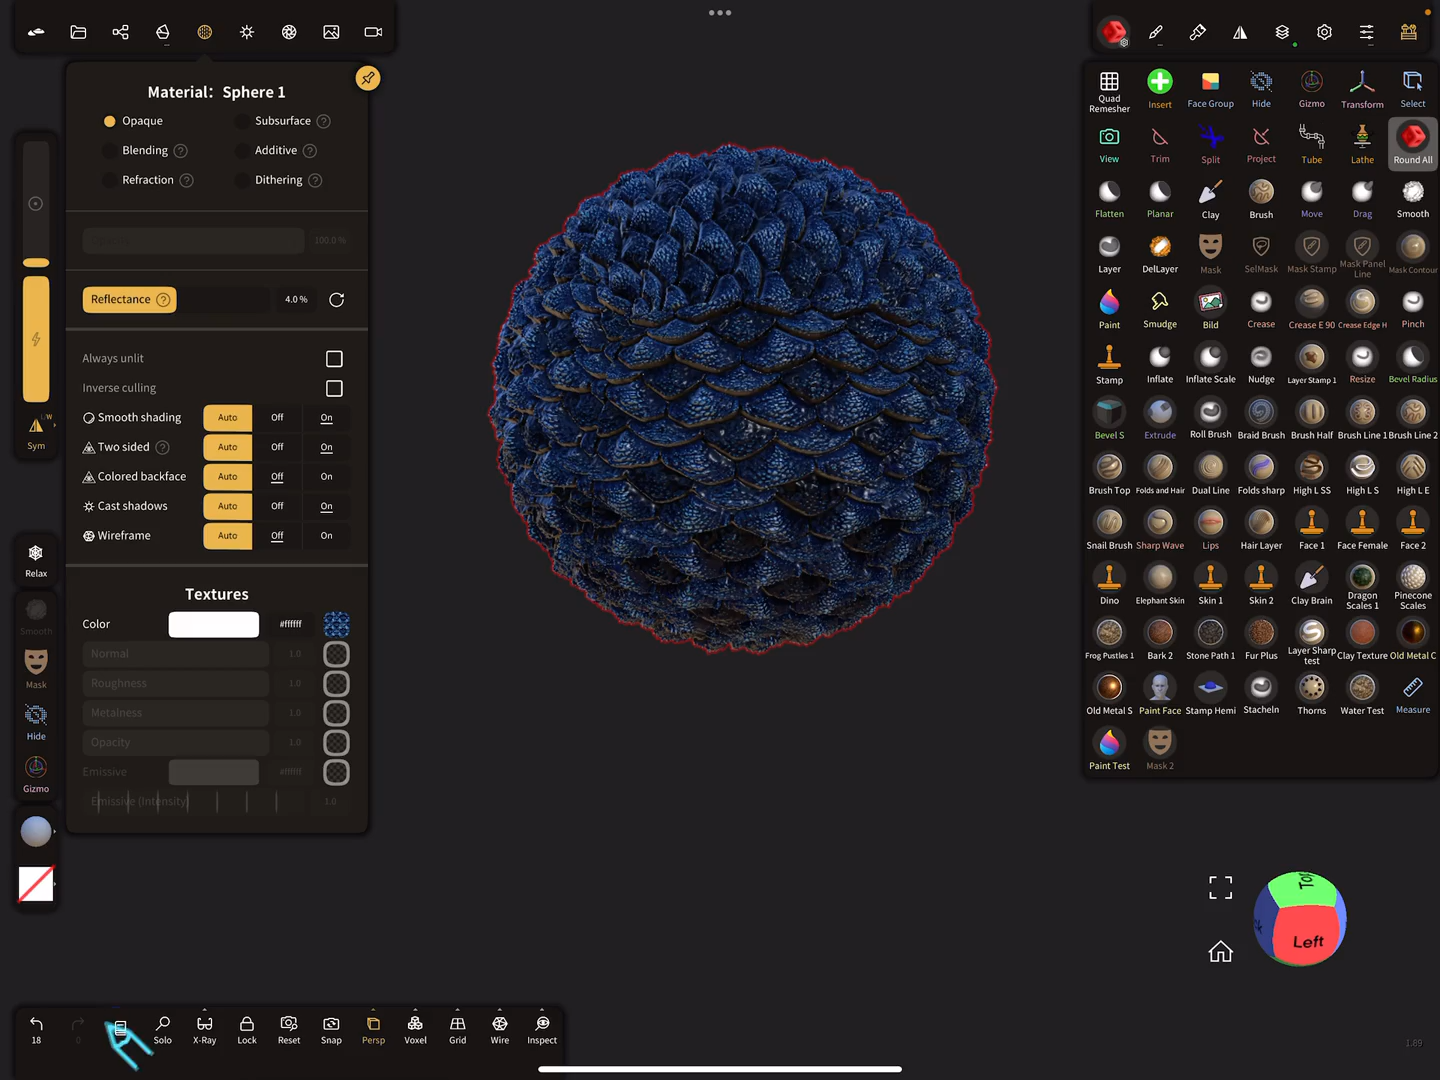 Material: Sphere 1
Opaque
Subsurface ?
Blending ?
Additive ?
Refraction ?
Dithering ?
100.0 %
Reflectance ?
4.0 %
Always unlit
Inverse culling
Smooth shading Auto Off On
Two sided ? Auto Off On
Colored backface Auto Off On
Cast shadows Auto Off On
Wireframe Auto Off On
Textures
Color #ffffff
Normal 1.0
Roughness 1.0
Metalness 1.0
Opacity 1.0
Emissive #ffffff
Emissive (Intensity) 1.0
Sym
Relax
Smooth
Mask
Hide
Gizmo
18
Solo
X-Ray
Lock
Reset
Snap
Persp
Voxel
Grid
Wire
Inspect
Quad Remesher
Insert
Face Group
Hide
Gizmo
Transform
Select
View
Trim
Split
Project
Tube
Lathe
Round All
Flatten
Planar
Clay
Brush
Move
Drag
Smooth
Layer
DelLayer
Mask
SelMask
Mask Stamp
Mask Panel Line
Mask Contour
Paint
Smudge
Bild
Crease
Crease E 90
Crease Edge H
Pinch
Stamp
Inflate
Inflate Scale
Nudge
Layer Stamp 1
Resize
Bevel Radius
Bevel S
Extrude
Roll Brush
Braid Brush
Brush Half
Brush Line 1
Brush Line 2
Brush Top
Folds and Hair
Dual Line
Folds sharp
High L SS
High L S
High L E
Snail Brush
Sharp Wave
Lips
Hair Layer
Face 1
Face Female
Face 2
Dino
Elephant Skin
Skin 1
Skin 2
Clay Brain
Dragon Scales 1
Pinecone Scales
Frog Pustles 1
Bark 2
Stone Path 1
Fur Plus
Layer Sharp test
Clay Texture
Old Metal C
Old Metal S
Paint Face
Stamp Hemi
Stacheln
Thorns
Water Test
Measure
Paint Test
Mask 2
Left
1.89